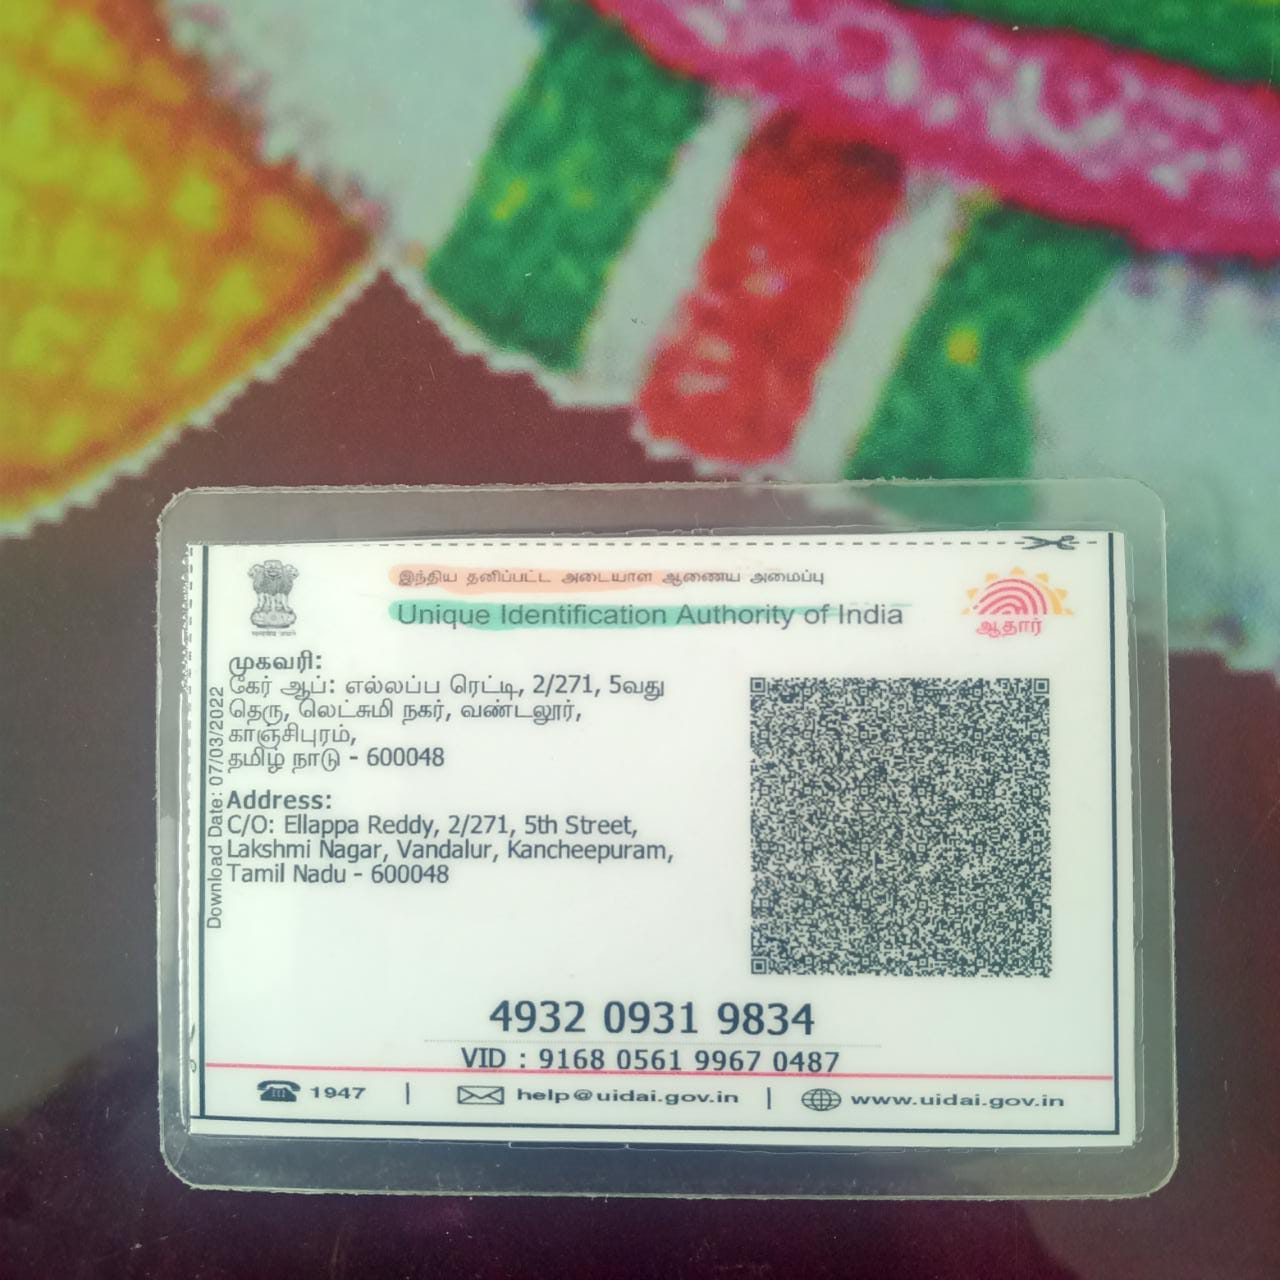 இந்திய தனிப்பட்ட அடையாள ஆணைய அமைப்பு
Unique Identification Authority of India
ஆதார்
முகவரி:
கேர் ஆப்: எல்லப்ப ரெட்டி, 2/271, 5வது
தெரு, லெட்சுமி நகர், வண்டலூர்,
காஞ்சிபுரம்,
தமிழ் நாடு - 600048
Address:
C/O: Ellappa Reddy, 2/271, 5th Street,
Lakshmi Nagar, Vandalur, Kancheepuram,
Tamil Nadu - 600048
Download Date: 07/03/2022
4932 0931 9834
VID : 9168 0561 9967 0487
1947 | help@uidai.gov.in | www.uidai.gov.in